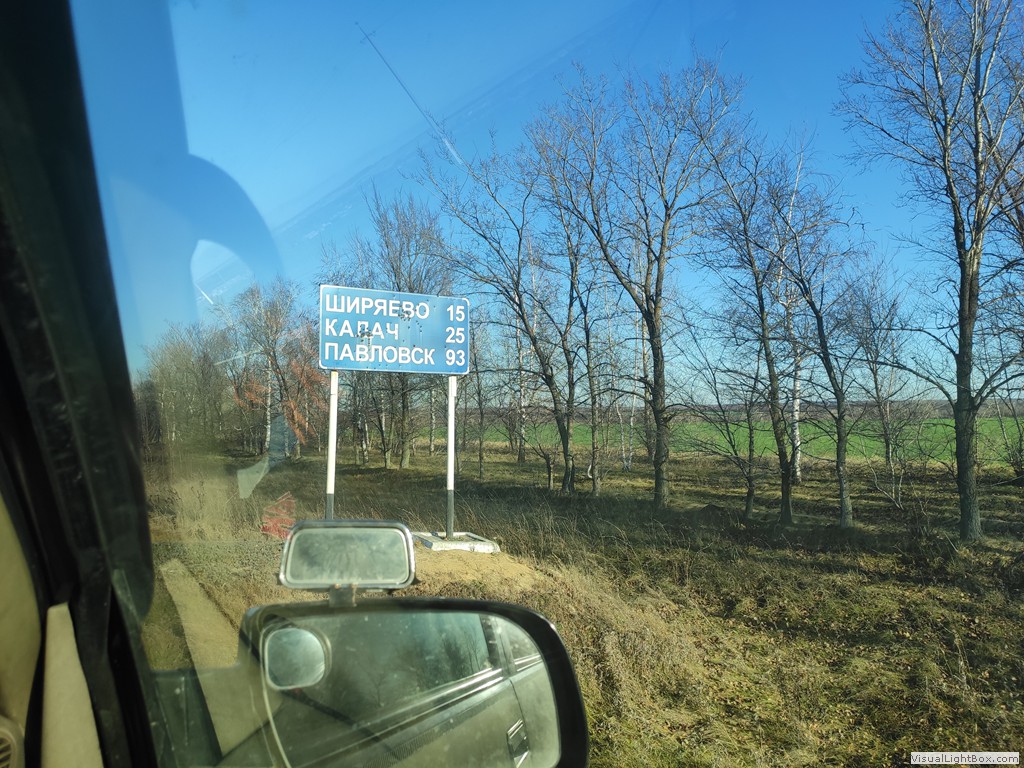 ШИРЯЕВО 15
КАЛАЧ 25
ПАВЛОВСК 93
VisualLightBox.com